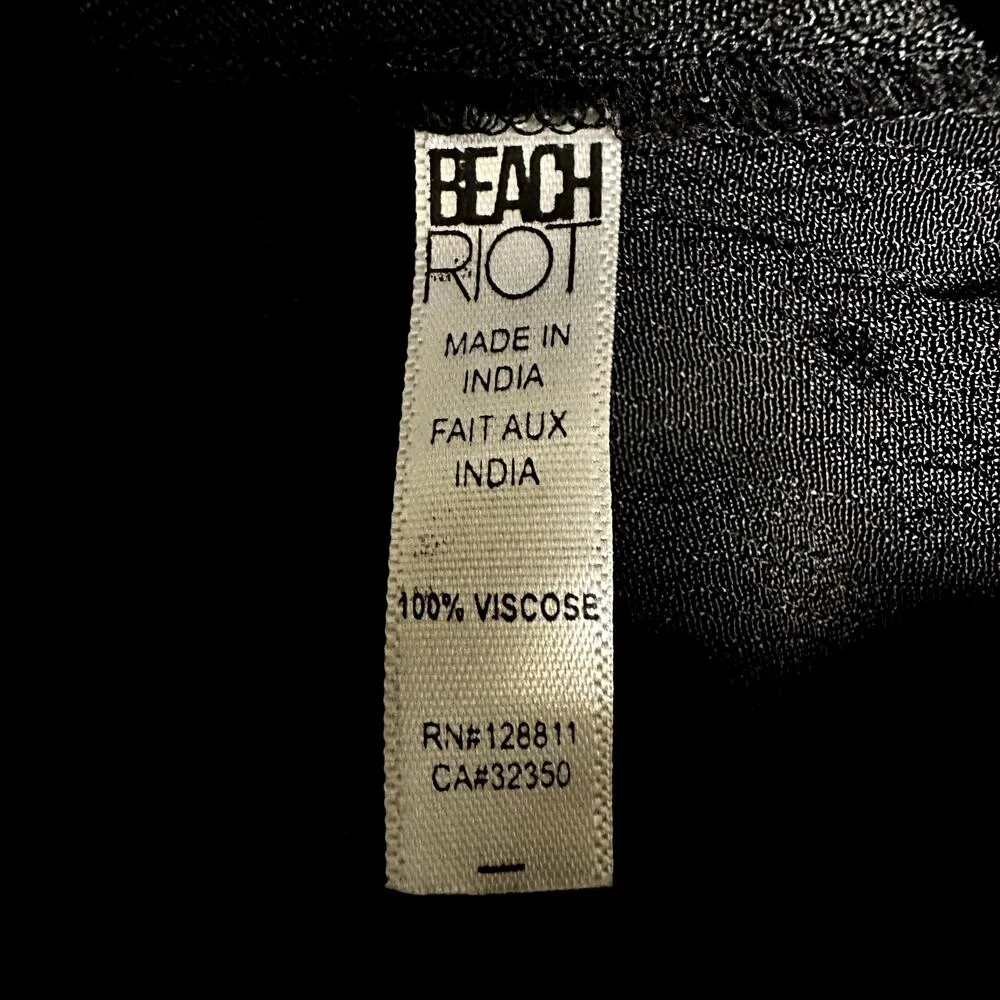 BEACH
RIOT
MADE IN
INDIA
FAIT AUX
INDIA
100% VISCOSE
RN#128811
CA#32350